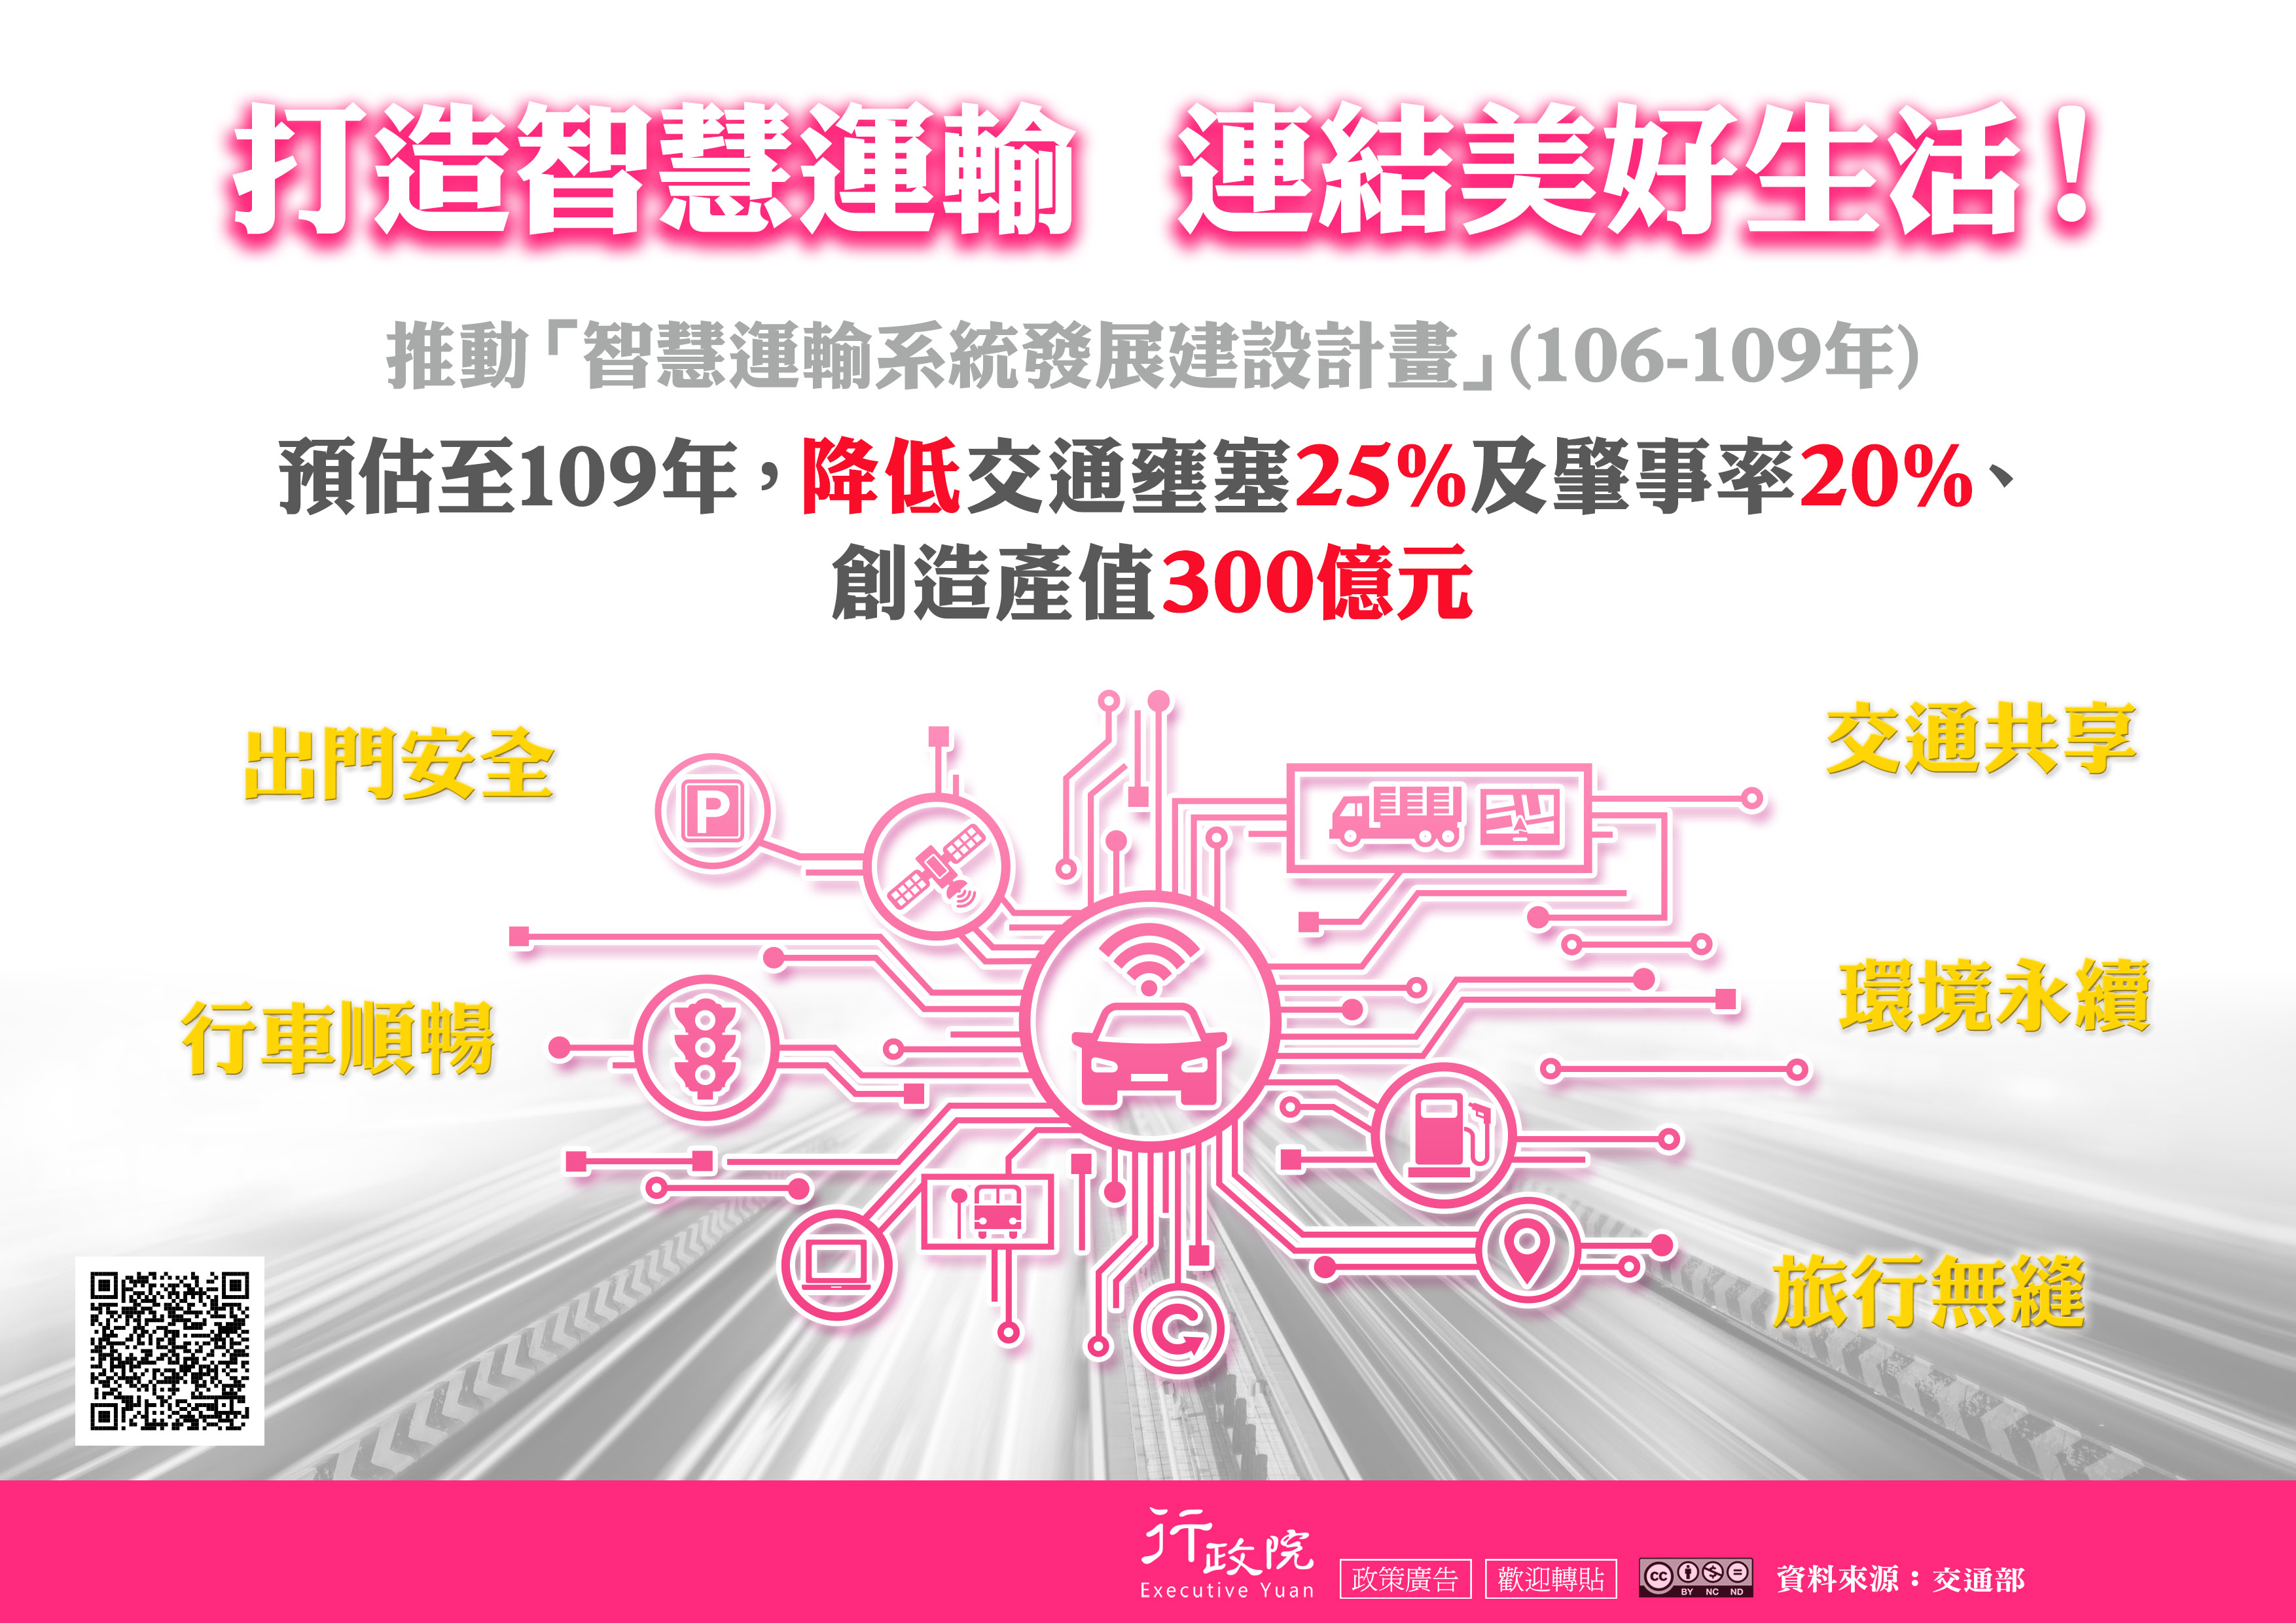 打造智慧運輸 連結美好生活！
推動「智慧運輸系統發展建設計畫」(106-109年)
預估至109年，降低交通壅塞25%及肇事率20%、
創造產值300億元
出門安全
交通共享
P
行車順暢
環境永續
旅行無縫
行政院
Executive Yuan
政策廣告
歡迎轉貼
cc
BY NC ND
資料來源：交通部